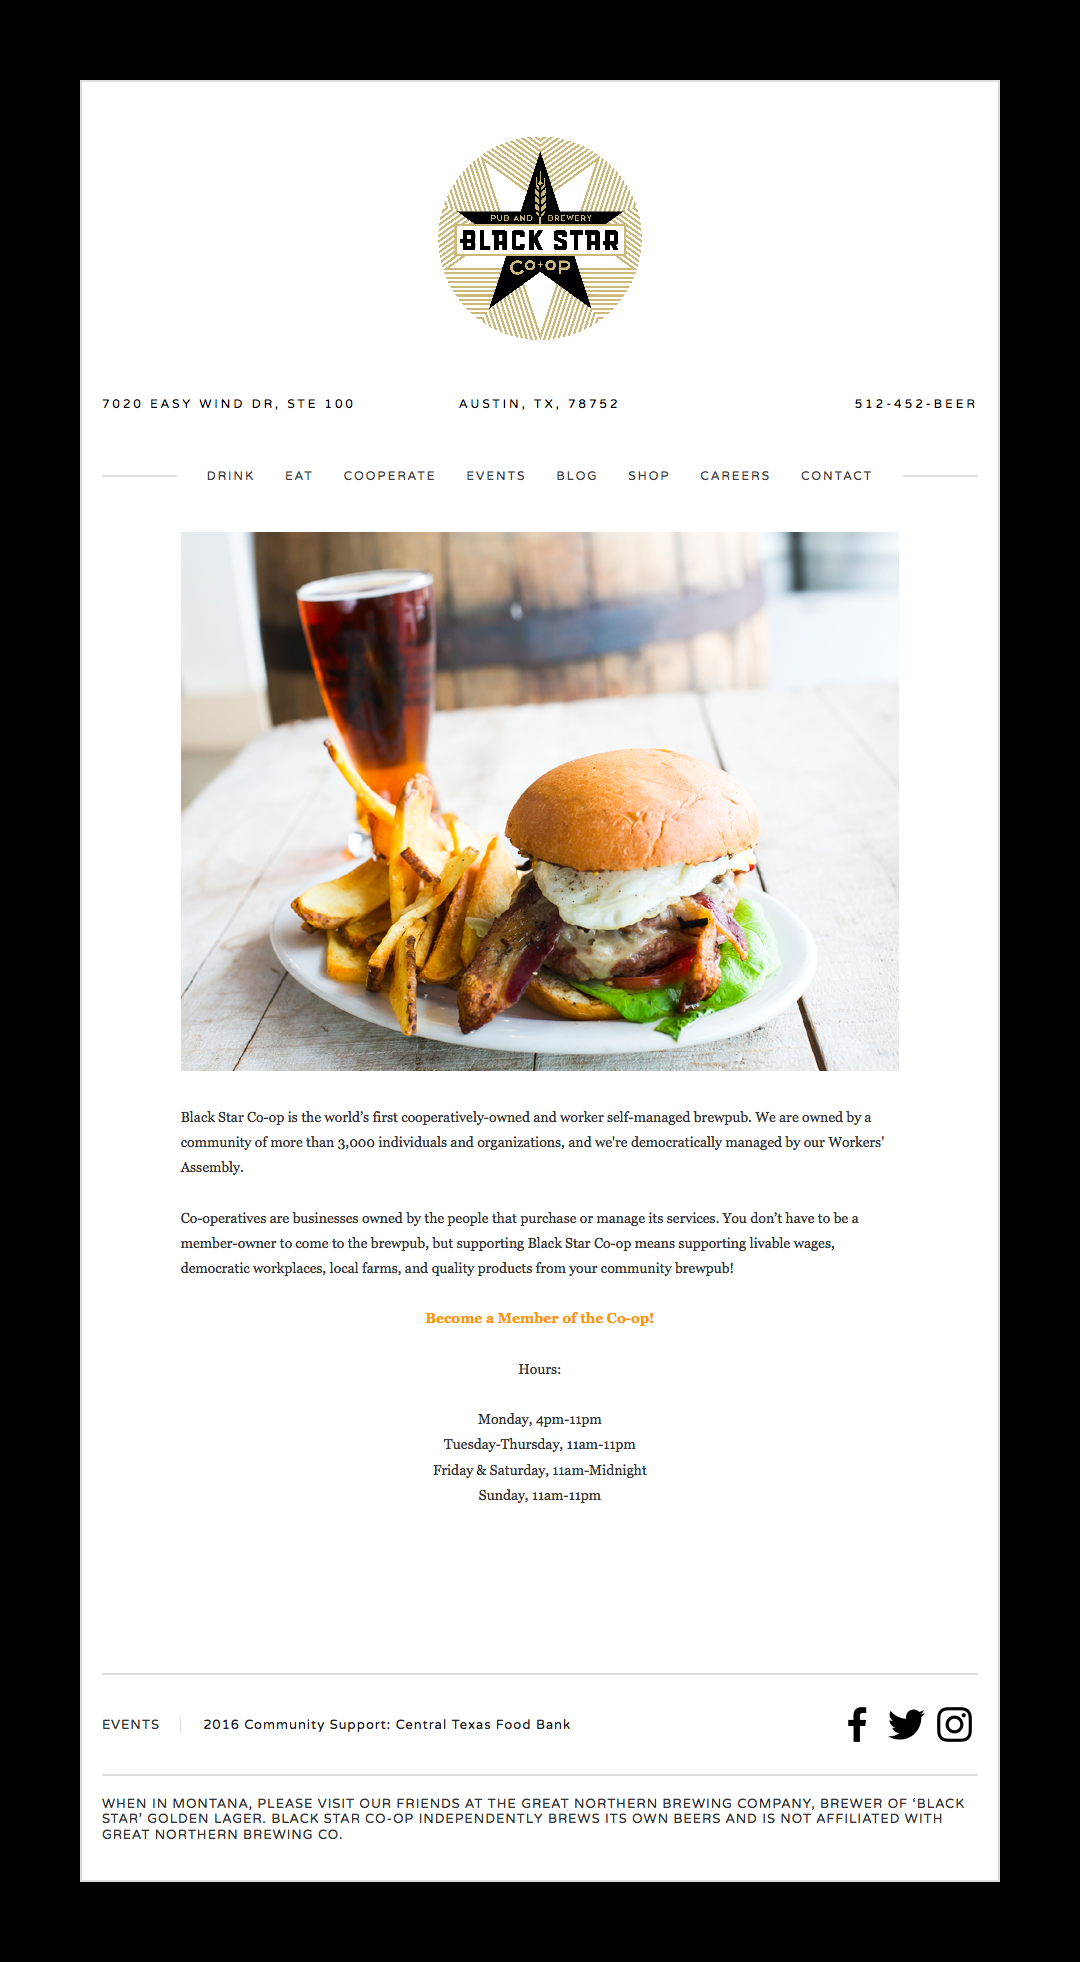 PUB AND BREWERY
BLACK STAR
CO+OP
7020 EASY WIND DR, STE 100
AUSTIN, TX, 78752
512-452-BEER
DRINK EAT COOPERATE EVENTS BLOG SHOP CAREERS CONTACT
Black Star Co-op is the world’s first cooperatively-owned and worker self-managed brewpub. We are owned by a
community of more than 3,000 individuals and organizations, and we're democratically managed by our Workers'
Assembly.
Co-operatives are businesses owned by the people that purchase or manage its services. You don’t have to be a
member-owner to come to the brewpub, but supporting Black Star Co-op means supporting livable wages,
democratic workplaces, local farms, and quality products from your community brewpub!
Become a Member of the Co-op!
Hours:
Monday, 4pm-11pm
Tuesday-Thursday, 11am-11pm
Friday & Saturday, 11am-Midnight
Sunday, 11am-11pm
EVENTS
2016 Community Support: Central Texas Food Bank
WHEN IN MONTANA, PLEASE VISIT OUR FRIENDS AT THE GREAT NORTHERN BREWING COMPANY, BREWER OF ‘BLACK
STAR’ GOLDEN LAGER. BLACK STAR CO-OP INDEPENDENTLY BREWS ITS OWN BEERS AND IS NOT AFFILIATED WITH
GREAT NORTHERN BREWING CO.